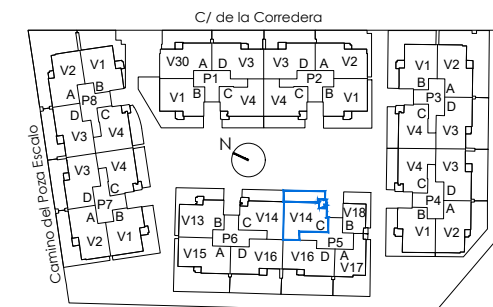 C/ de la Corredera
V30 A D V3 V3 D A V2
P1 P2
V1 B C V4 V4 C B V1
V2 V1
A P8 B
D C
V3 V4
V3 V4
D C
P7
A B
V2 V1
V1 V2
B A
P3
C D
V4 V3
V4 V3
C D
P4
B A
V1 V2
Camino del Poza Escalo
N
V13 B C V14 V14 C B V18
P6 P5
V15 A D V16 V16 D A V17